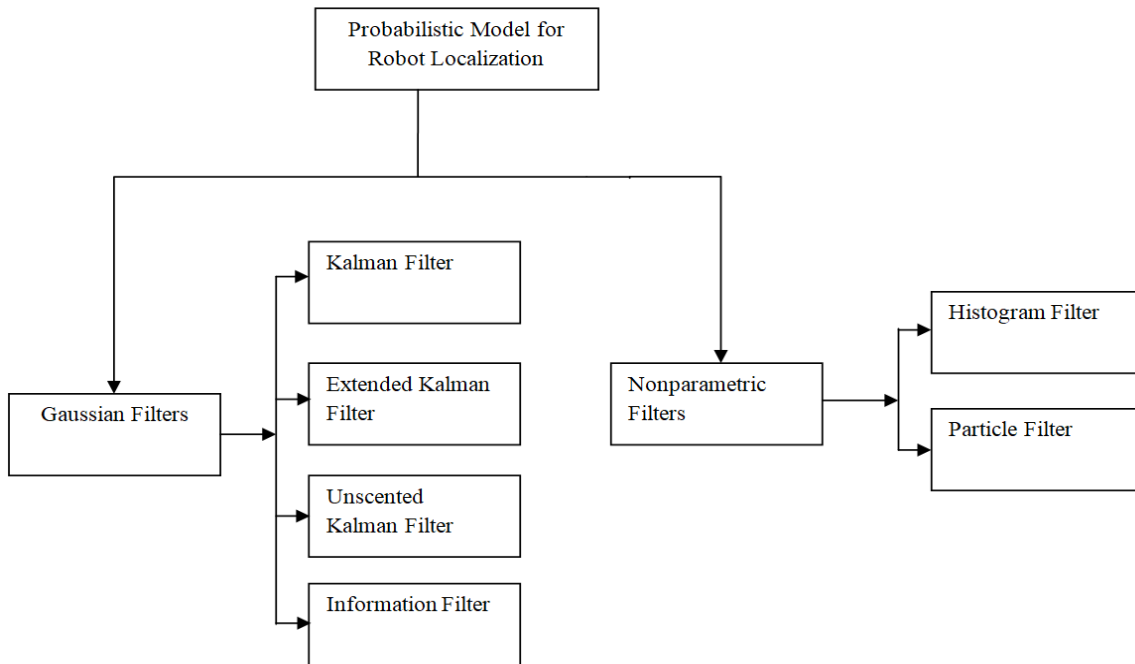 Probabilistic Model for
Robot Localization
Gaussian Filters
Kalman Filter
Extended Kalman
Filter
Unscented
Kalman Filter
Information Filter
Nonparametric
Filters
Histogram Filter
Particle Filter